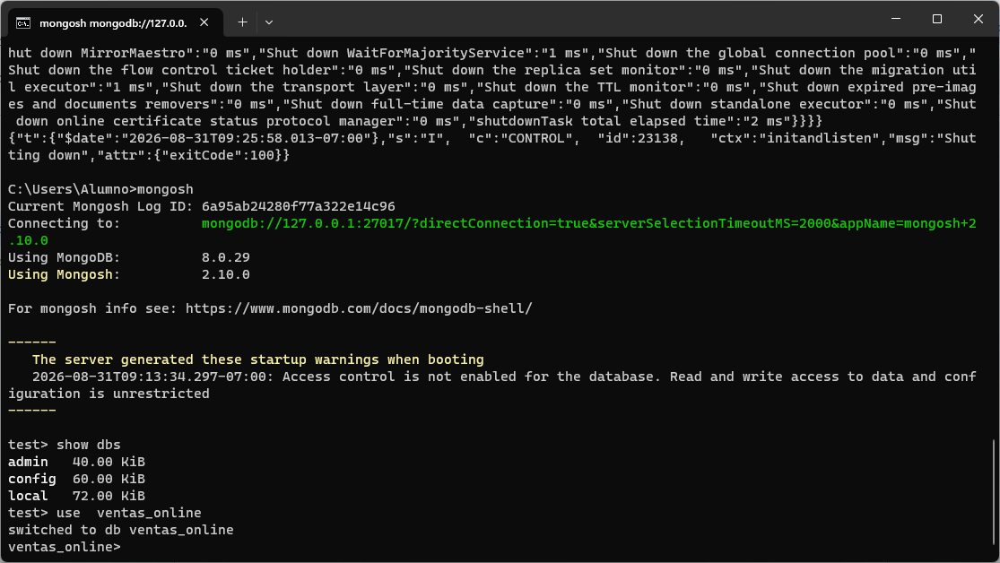 mongosh mongodb://127.0.0.
hut down MirrorMaestro":"0 ms","Shut down WaitForMajorityService":"1 ms","Shut down the global connection pool":"0 ms","
Shut down the flow control ticket holder":"0 ms","Shut down the replica set monitor":"0 ms","Shut down the migration uti
l executor":"1 ms","Shut down the transport layer":"0 ms","Shut down the TTL monitor":"0 ms","Shut down expired pre-imag
es and documents removers":"0 ms","Shut down full-time data capture":"0 ms","Shut down standalone executor":"0 ms","Shut
 down online certificate status protocol manager":"0 ms","shutdownTask total elapsed time":"2 ms"}}}}
{"t":{"$date":"2026-08-31T09:25:58.013-07:00"},"s":"I",  "c":"CONTROL",  "id":23138,   "ctx":"initandlisten","msg":"Shut
ting down","attr":{"exitCode":100}}
C:\Users\Alumno>mongosh
Current Mongosh Log ID: 6a95ab24280f77a322e14c96
Connecting to:          mongodb://127.0.0.1:27017/?directConnection=true&serverSelectionTimeoutMS=2000&appName=mongosh+2
.10.0
Using MongoDB:          8.0.29
Using Mongosh:          2.10.0
For mongosh info see: https://www.mongodb.com/docs/mongodb-shell/
------
   The server generated these startup warnings when booting
   2026-08-31T09:13:34.297-07:00: Access control is not enabled for the database. Read and write access to data and conf
iguration is unrestricted
------
test> show dbs
admin   40.00 KiB
config  60.00 KiB
local   72.00 KiB
test> use  ventas_online
switched to db ventas_online
ventas_online>